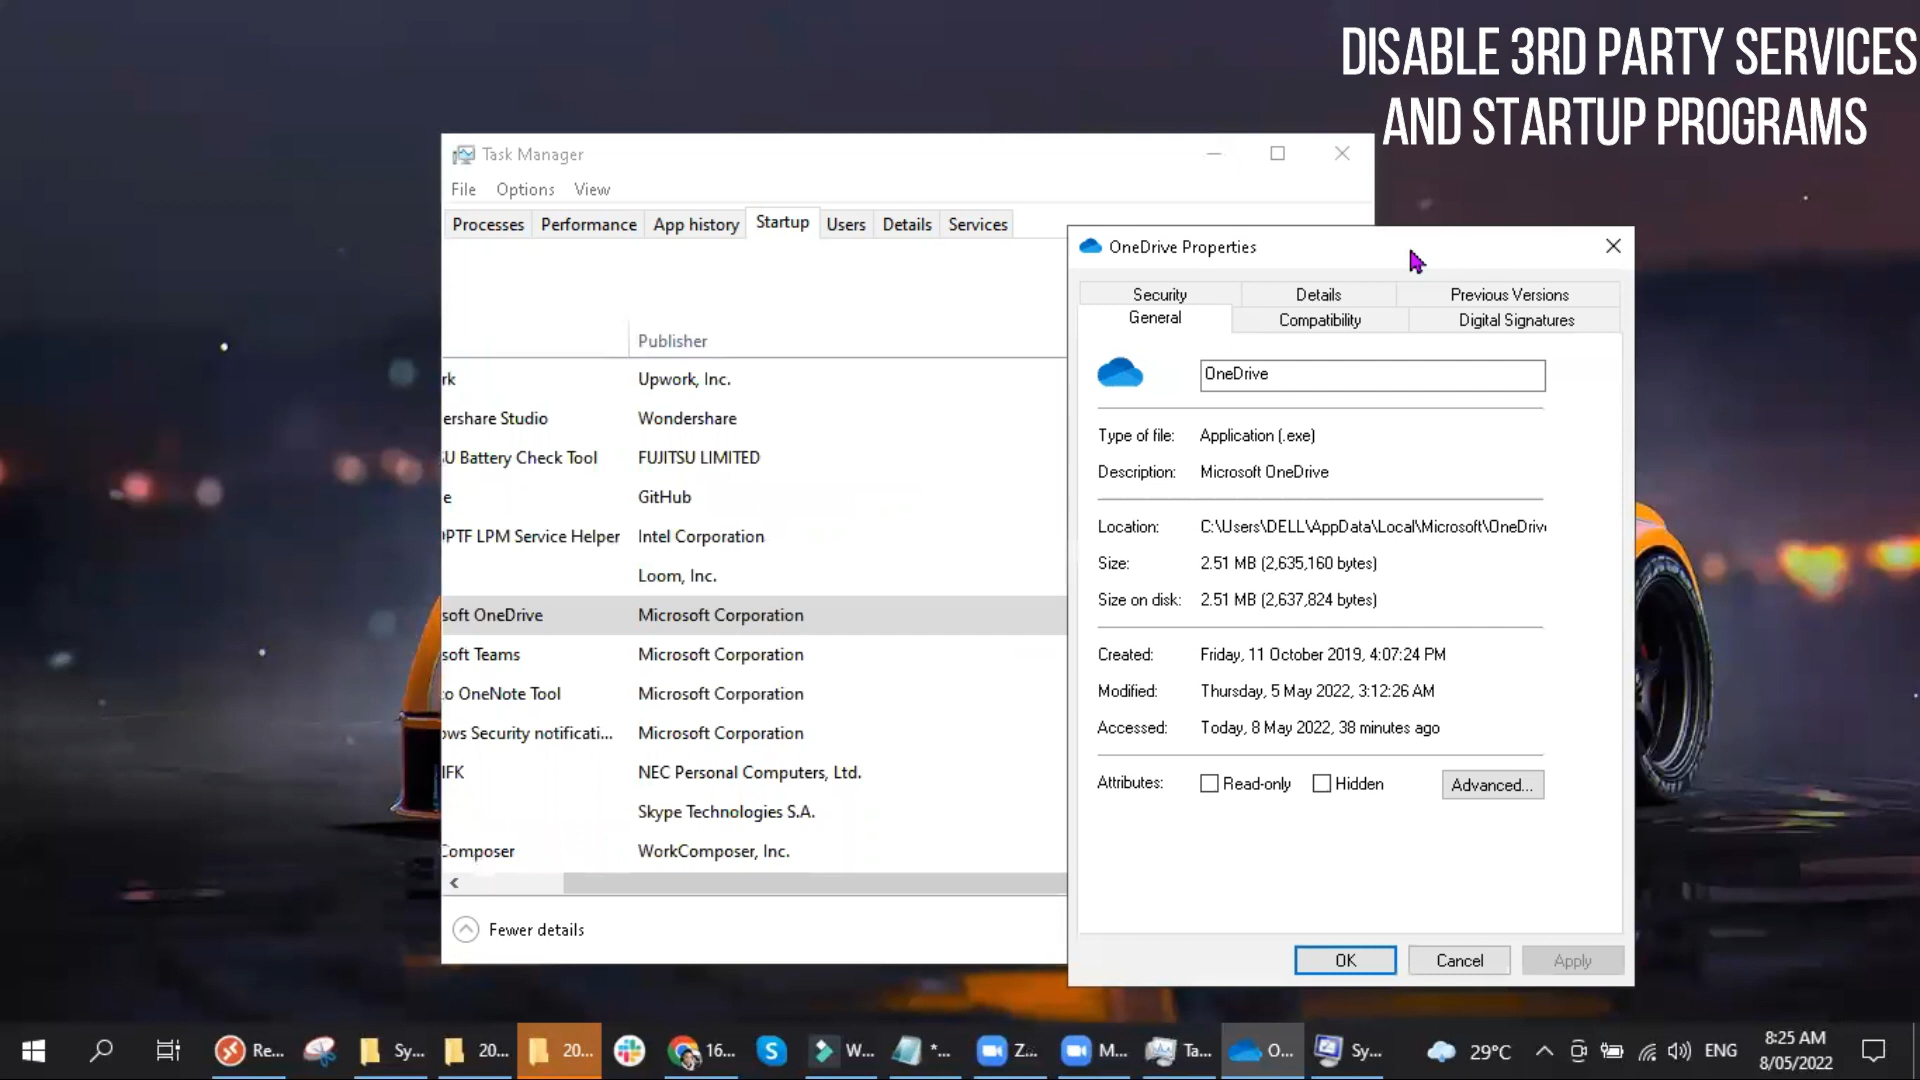 DISABLE 3RD PARTY SERVICES
AND STARTUP PROGRAMS
Task Manager
File Options View
Processes Performance App history Startup Users Details Services
Publisher
rk Upwork, Inc.
ershare Studio Wondershare
U Battery Check Tool FUJITSU LIMITED
e GitHub
PTF LPM Service Helper Intel Corporation
Loom, Inc.
soft OneDrive Microsoft Corporation
soft Teams Microsoft Corporation
to OneNote Tool Microsoft Corporation
ows Security notificati... Microsoft Corporation
IFK NEC Personal Computers, Ltd.
Skype Technologies S.A.
Composer WorkComposer, Inc.
Fewer details
OneDrive Properties
Security Details Previous Versions
General Compatibility Digital Signatures
OneDrive
Type of file: Application (.exe)
Description: Microsoft OneDrive
Location: C:\Users\DELL\AppData\Local\Microsoft\OneDrive
Size: 2.51 MB (2,635,160 bytes)
Size on disk: 2.51 MB (2,637,824 bytes)
Created: Friday, 11 October 2019, 4:07:24 PM
Modified: Thursday, 5 May 2022, 3:12:26 AM
Accessed: Today, 8 May 2022, 38 minutes ago
Attributes: Read-only Hidden Advanced...
OK Cancel Apply
Re... Sy... 20... 20... 16... W... *... Z... M... Ta... O... Sy... 29°C ENG
8:25 AM
8/05/2022